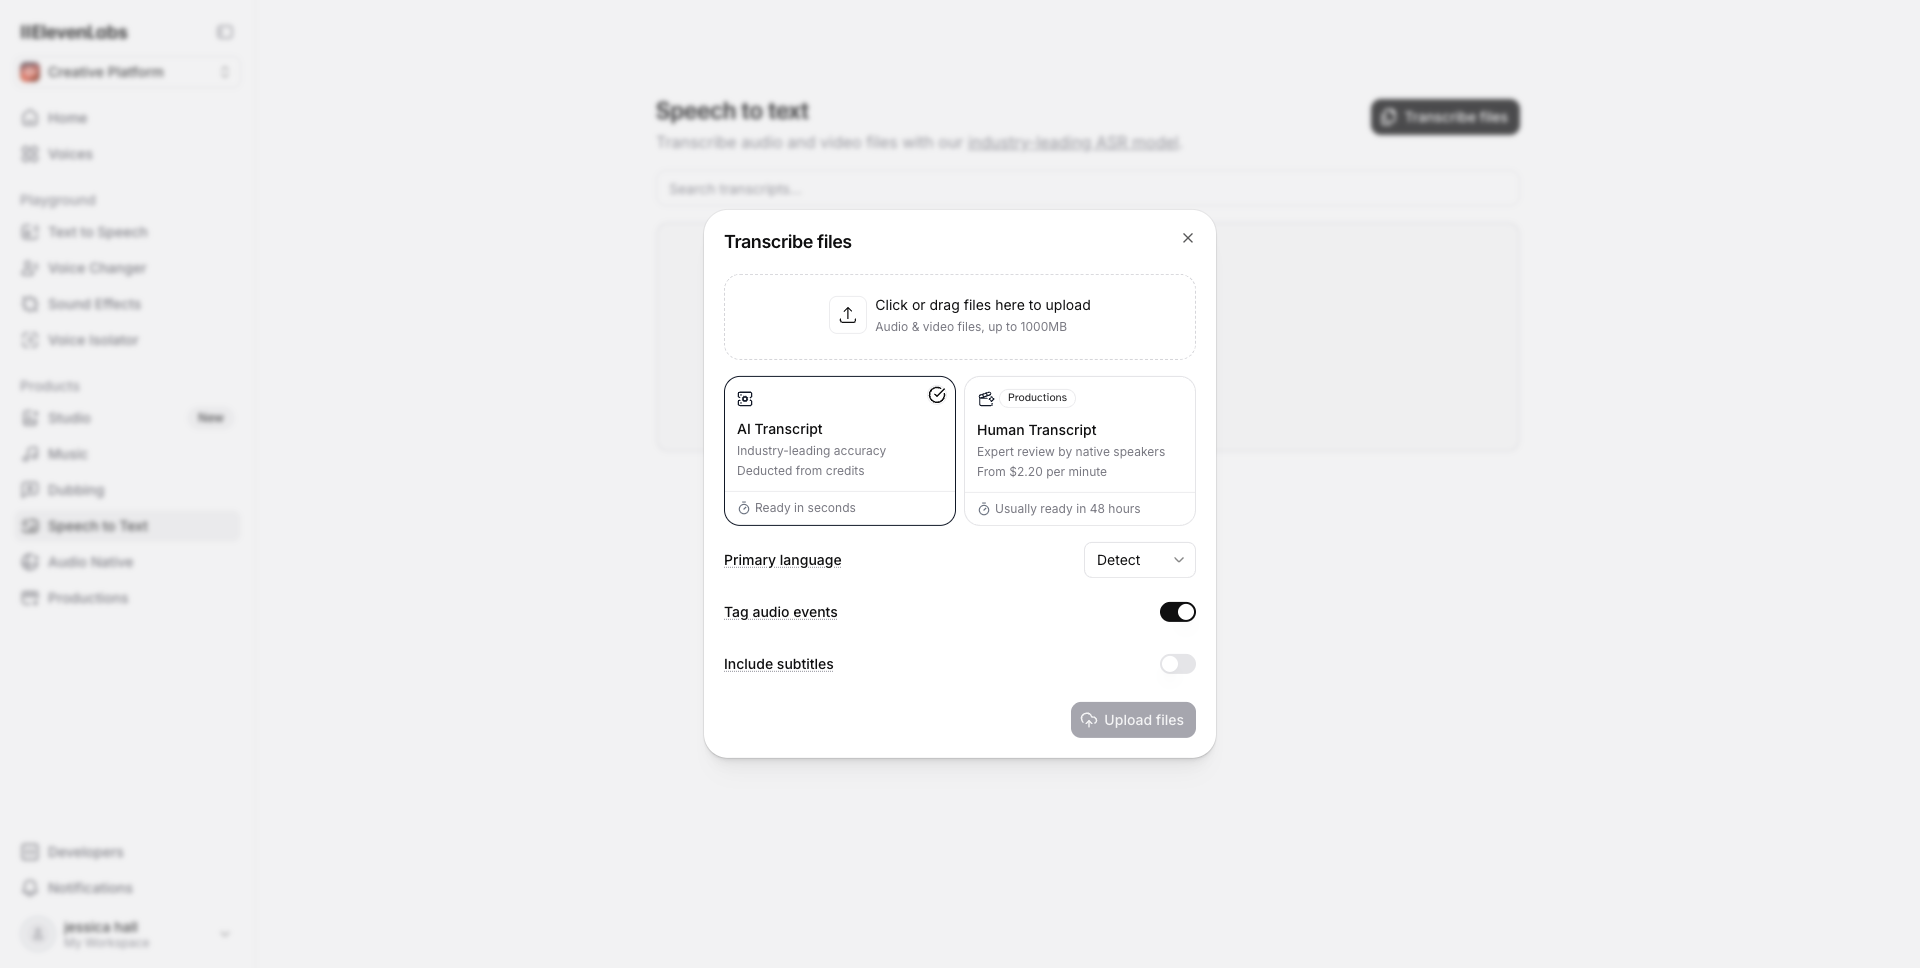 IIElevenLabs
Creative Platform
Home
Voices
Playground
Text to Speech
Voice Changer
Sound Effects
Voice Isolator
Products
Studio New
Music
Dubbing
Speech to Text
Audio Native
Productions
Developers
Notifications
jessica hall
My Workspace
Speech to text
Transcribe files
Transcribe audio and video files with our industry-leading ASR model.
Search transcripts...
Transcribe files
Click or drag files here to upload
Audio & video files, up to 1000MB
AI Transcript
Industry-leading accuracy
Deducted from credits
Ready in seconds
Productions
Human Transcript
Expert review by native speakers
From $2.20 per minute
Usually ready in 48 hours
Primary language
Detect
Tag audio events
Include subtitles
Upload files